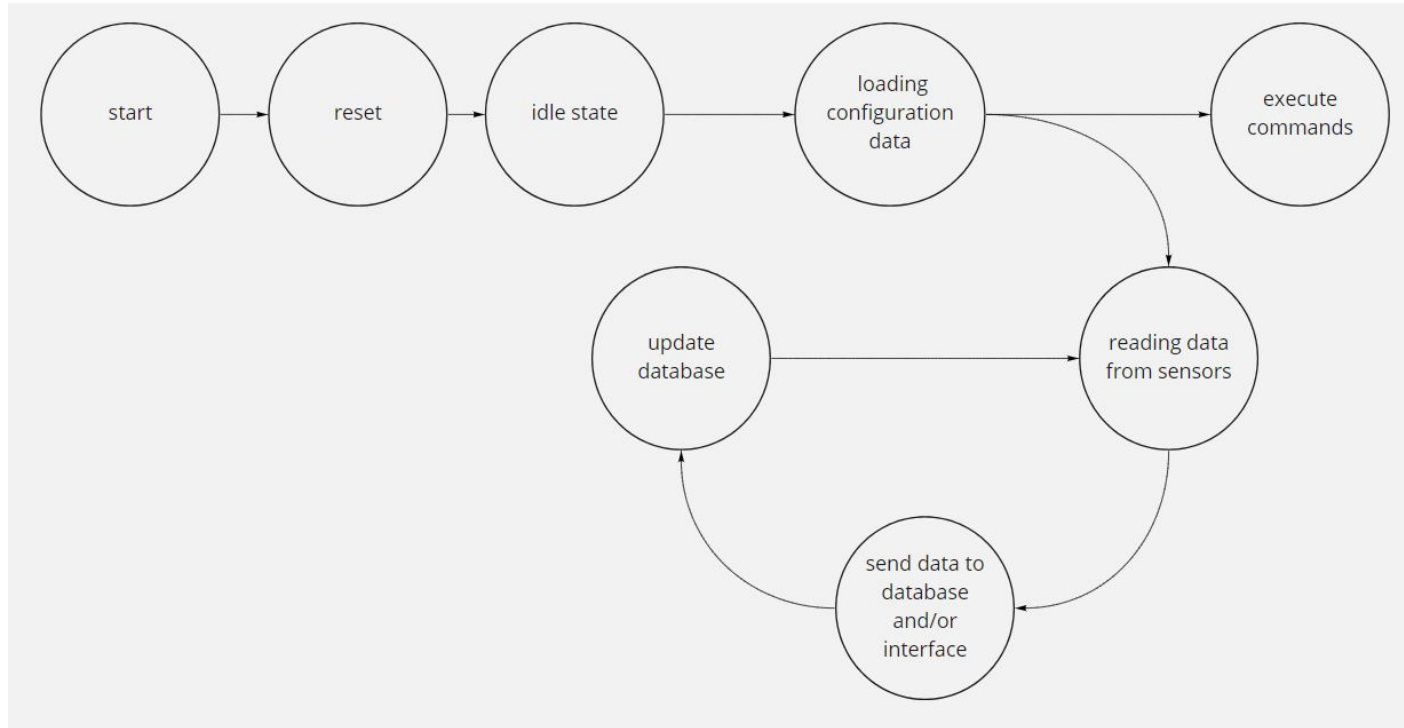 start
reset
idle state
loading
configuration
data
execute
commands
update
database
reading data
from sensors
send data to
database
and/or
interface